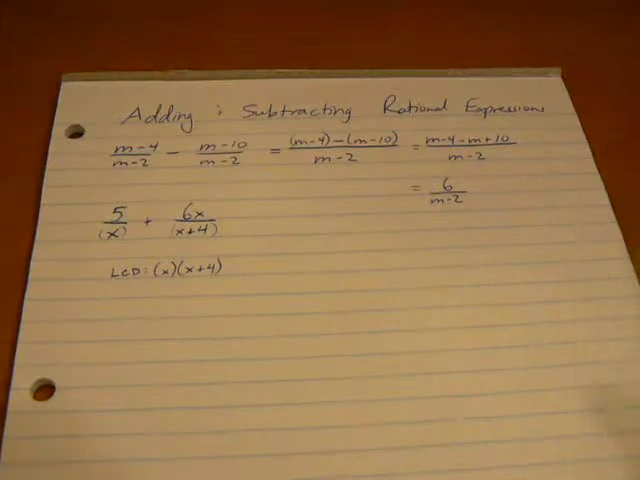 Adding & Subtracting Rational Expressions
(m-4)/(m-2) - (m-10)/(m-2) = ((m-4)-(m-10))/(m-2) = (m-4-m+10)/(m-2)
= 6/(m-2)
5/(x) + 6x/(x+4)
LCD: (x)(x+4)